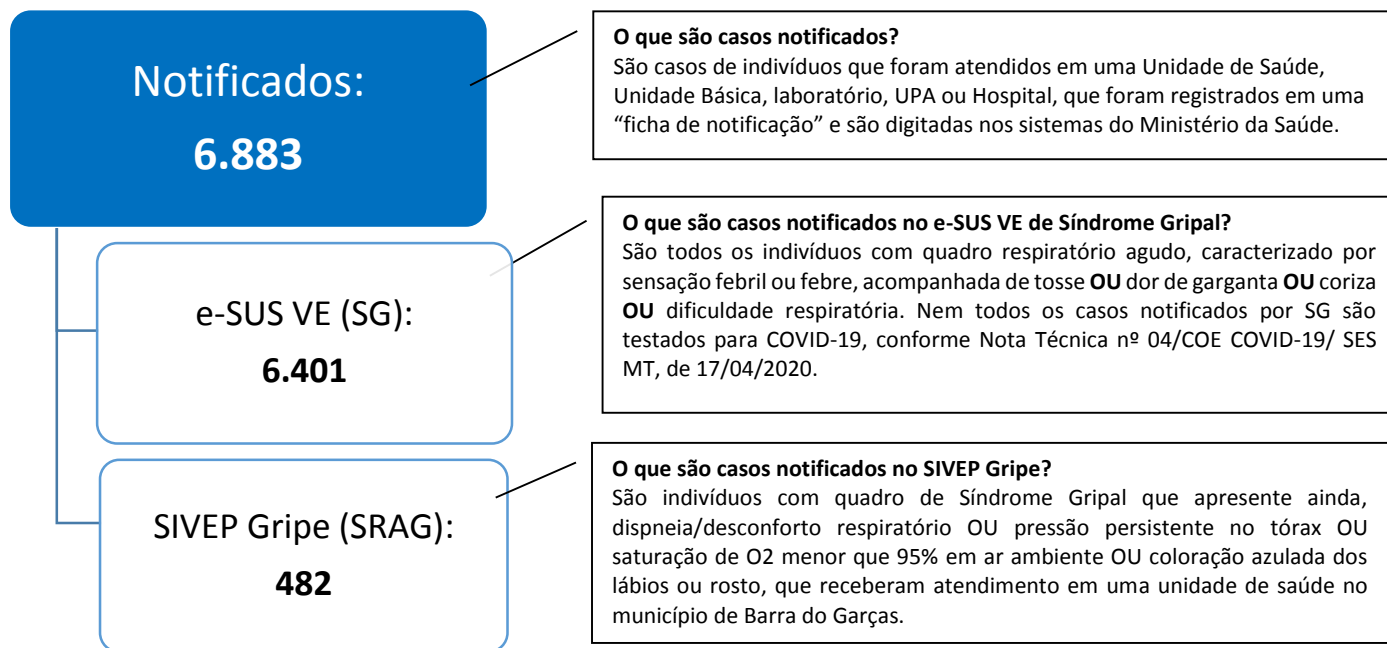 Notificados:
6.883
O que são casos notificados?
São casos de indivíduos que foram atendidos em uma Unidade de Saúde,
Unidade Básica, laboratório, UPA ou Hospital, que foram registrados em uma
“ficha de notificação” e são digitadas nos sistemas do Ministério da Saúde.
e-SUS VE (SG):
6.401
O que são casos notificados no e-SUS VE de Síndrome Gripal?
São todos os indivíduos com quadro respiratório agudo, caracterizado por
sensação febril ou febre, acompanhada de tosse OU dor de garganta OU coriza
OU dificuldade respiratória. Nem todos os casos notificados por SG são
testados para COVID-19, conforme Nota Técnica nº 04/COE COVID-19/ SES
MT, de 17/04/2020.
SIVEP Gripe (SRAG):
482
O que são casos notificados no SIVEP Gripe?
São indivíduos com quadro de Síndrome Gripal que apresente ainda,
dispneia/desconforto respiratório OU pressão persistente no tórax OU
saturação de O2 menor que 95% em ar ambiente OU coloração azulada dos
lábios ou rosto, que receberam atendimento em uma unidade de saúde no
município de Barra do Garças.